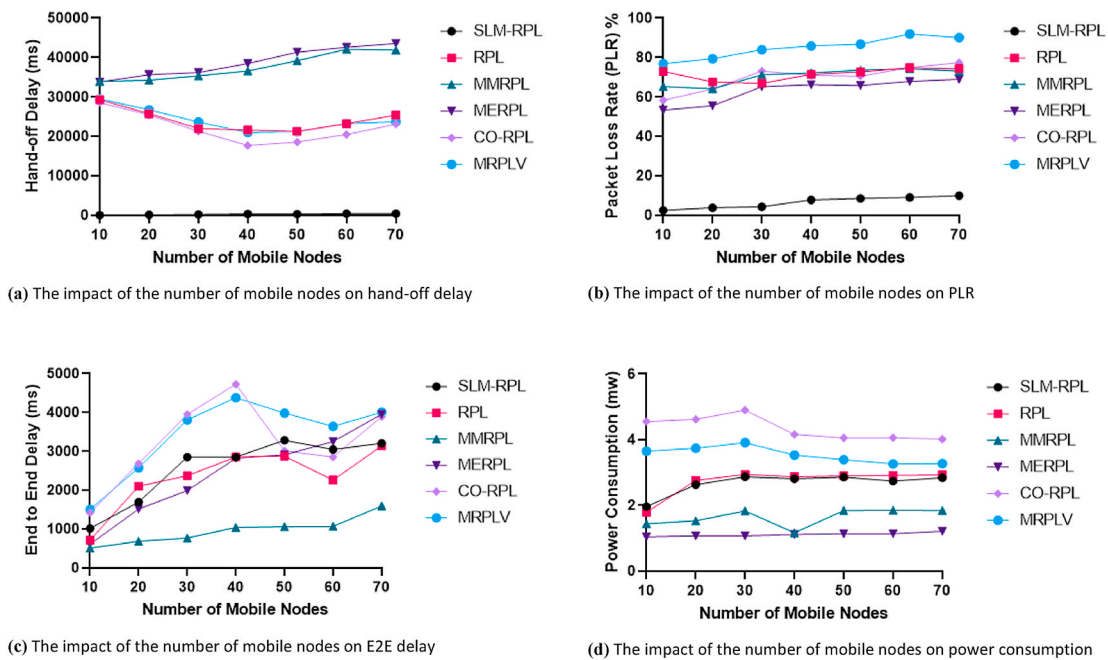 50000
40000
30000
20000
10000
0
Hand-off Delay (ms)
10 20 30 40 50 60 70
Number of Mobile Nodes
SLM-RPL
RPL
MMRPL
MERPL
CO-RPL
MRPLV
(a) The impact of the number of mobile nodes on hand-off delay
100
80
60
40
20
0
Packet Loss Rate (PLR) %
10 20 30 40 50 60 70
Number of Mobile Nodes
SLM-RPL
RPL
MMRPL
MERPL
CO-RPL
MRPLV
(b) The impact of the number of mobile nodes on PLR
5000
4000
3000
2000
1000
0
End to End Delay (ms)
10 20 30 40 50 60 70
Number of Mobile Nodes
SLM-RPL
RPL
MMRPL
MERPL
CO-RPL
MRPLV
(c) The impact of the number of mobile nodes on E2E delay
6
4
2
0
Power Consumption (mw)
10 20 30 40 50 60 70
Number of Mobile Nodes
SLM-RPL
RPL
MMRPL
MERPL
CO-RPL
MRPLV
(d) The impact of the number of mobile nodes on power consumption